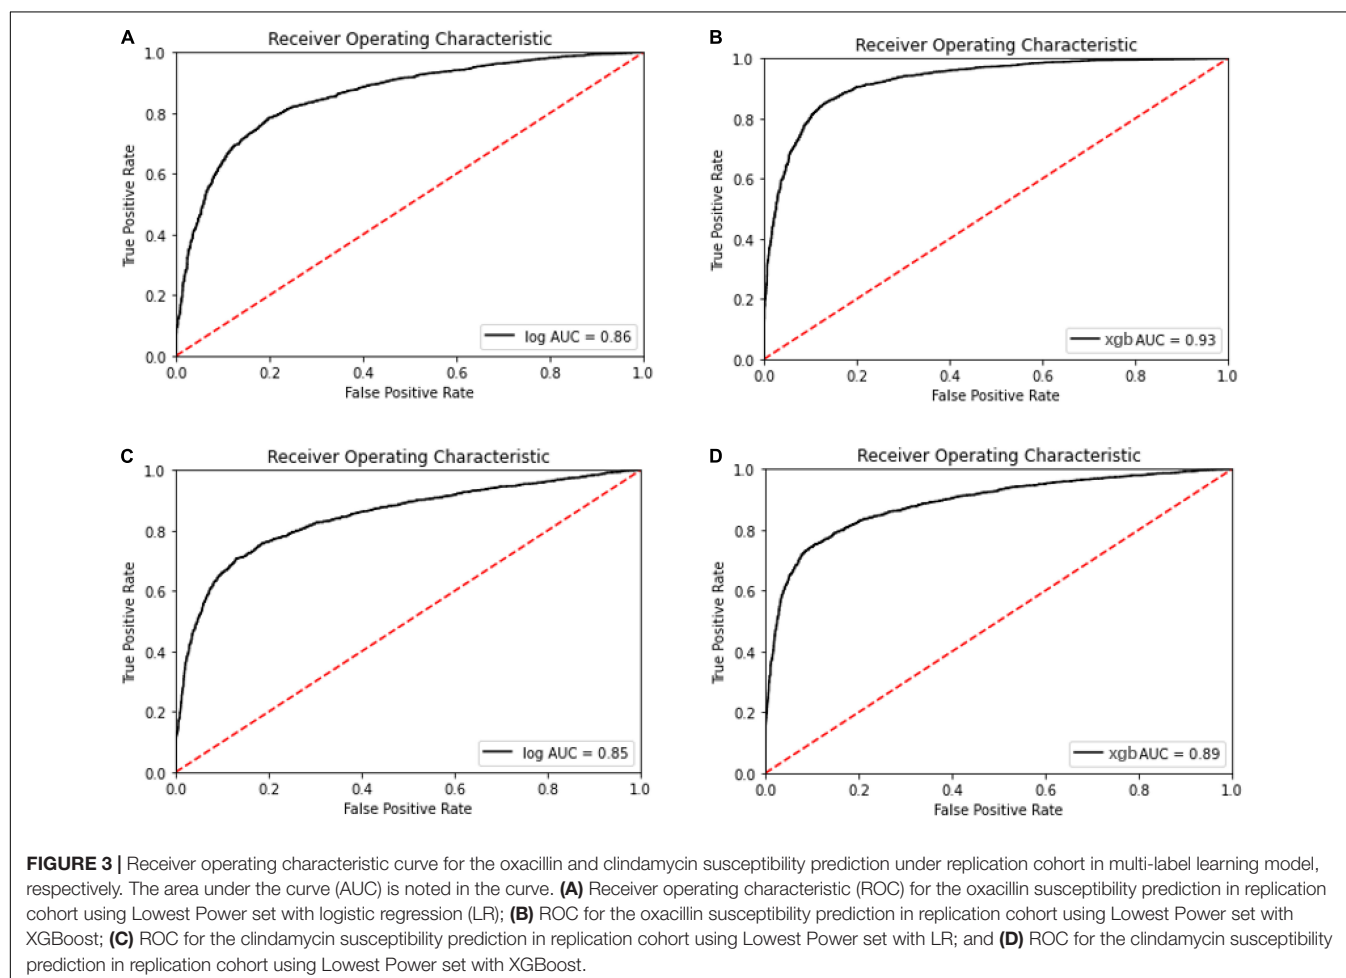 A
Receiver Operating Characteristic
1.0
0.8
0.6
0.4
0.2
0.0
True Positive Rate
log AUC = 0.86
0.0 0.2 0.4 0.6 0.8 1.0
False Positive Rate
B
Receiver Operating Characteristic
1.0
0.8
0.6
0.4
0.2
0.0
True Positive Rate
xgb AUC = 0.93
0.0 0.2 0.4 0.6 0.8 1.0
False Positive Rate
C
Receiver Operating Characteristic
1.0
0.8
0.6
0.4
0.2
0.0
True Positive Rate
log AUC = 0.85
0.0 0.2 0.4 0.6 0.8 1.0
False Positive Rate
D
Receiver Operating Characteristic
1.0
0.8
0.6
0.4
0.2
0.0
True Positive Rate
xgb AUC = 0.89
0.0 0.2 0.4 0.6 0.8 1.0
False Positive Rate
FIGURE 3 | Receiver operating characteristic curve for the oxacillin and clindamycin susceptibility prediction under replication cohort in multi-label learning model,
respectively. The area under the curve (AUC) is noted in the curve. (A) Receiver operating characteristic (ROC) for the oxacillin susceptibility prediction in replication
cohort using Lowest Power set with logistic regression (LR); (B) ROC for the oxacillin susceptibility prediction in replication cohort using Lowest Power set with
XGBoost; (C) ROC for the clindamycin susceptibility prediction in replication cohort using Lowest Power set with LR; and (D) ROC for the clindamycin susceptibility
prediction in replication cohort using Lowest Power set with XGBoost.